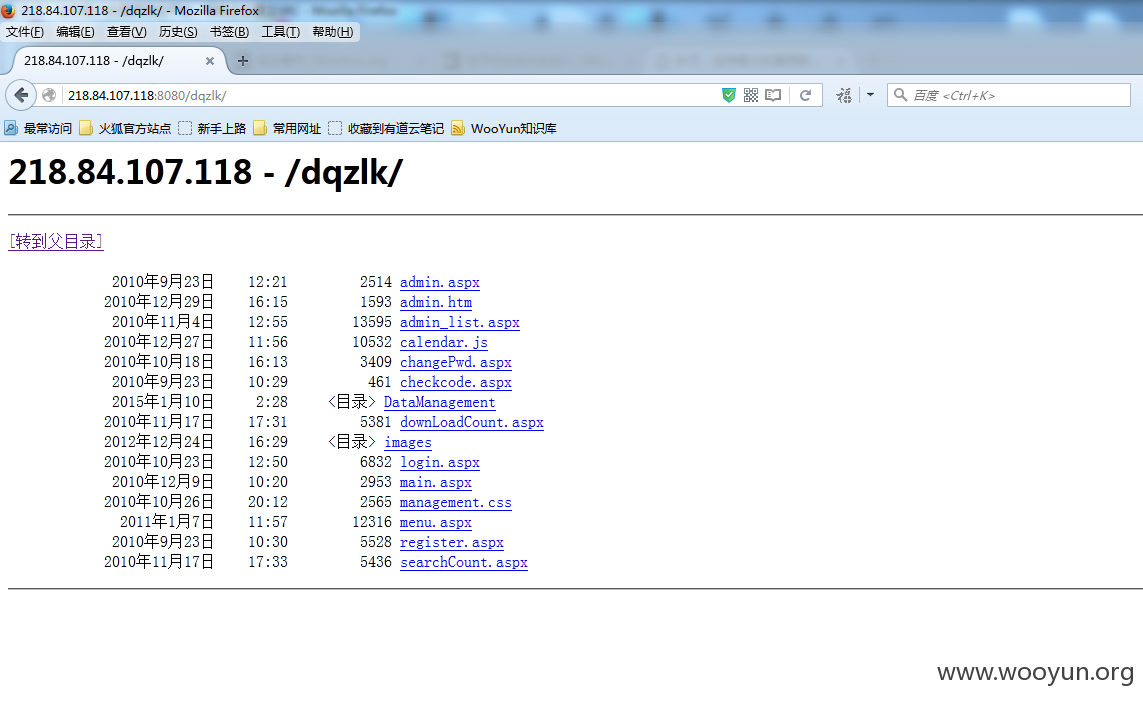 218.84.107.118 - /dqzlk/ - Mozilla Firefox
文件(F) 编辑(E) 查看(V) 历史(S) 书签(B) 工具(T) 帮助(H)
218.84.107.118 - /dqzlk/
218.84.107.118:8080/dqzlk/ 百度 <Ctrl+K>
最常访问 火狐官方站点 新手上路 常用网址 收藏到有道云笔记 WooYun知识库
218.84.107.118 - /dqzlk/
[转到父目录]
2010年9月23日 12:21 2514 admin.aspx
2010年12月29日 16:15 1593 admin.htm
2010年11月4日 12:55 13595 admin_list.aspx
2010年12月27日 11:56 10532 calendar.js
2010年10月18日 16:13 3409 changePwd.aspx
2010年9月23日 10:29 461 checkcode.aspx
2015年1月10日 2:28 <目录> DataManagement
2010年11月17日 17:31 5381 downLoadCount.aspx
2012年12月24日 16:29 <目录> images
2010年10月23日 12:50 6832 login.aspx
2010年12月9日 10:20 2953 main.aspx
2010年10月26日 20:12 2565 management.css
2011年1月7日 11:57 12316 menu.aspx
2010年9月23日 10:30 5528 register.aspx
2010年11月17日 17:33 5436 searchCount.aspx
www.wooyun.org